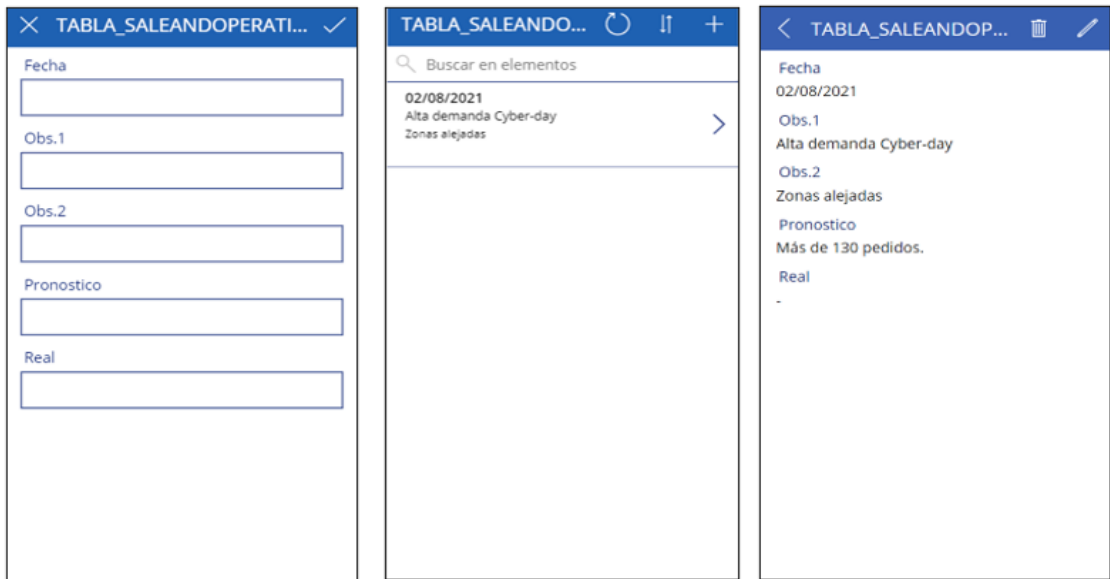 TABLA_SALEANDOPERATI...
Fecha
Obs.1
Obs.2
Pronostico
Real
TABLA_SALEANDO...
Buscar en elementos
02/08/2021
Alta demanda Cyber-day
Zonas alejadas
TABLA_SALEANDOP...
Fecha
02/08/2021
Obs.1
Alta demanda Cyber-day
Obs.2
Zonas alejadas
Pronostico
Más de 130 pedidos.
Real
-